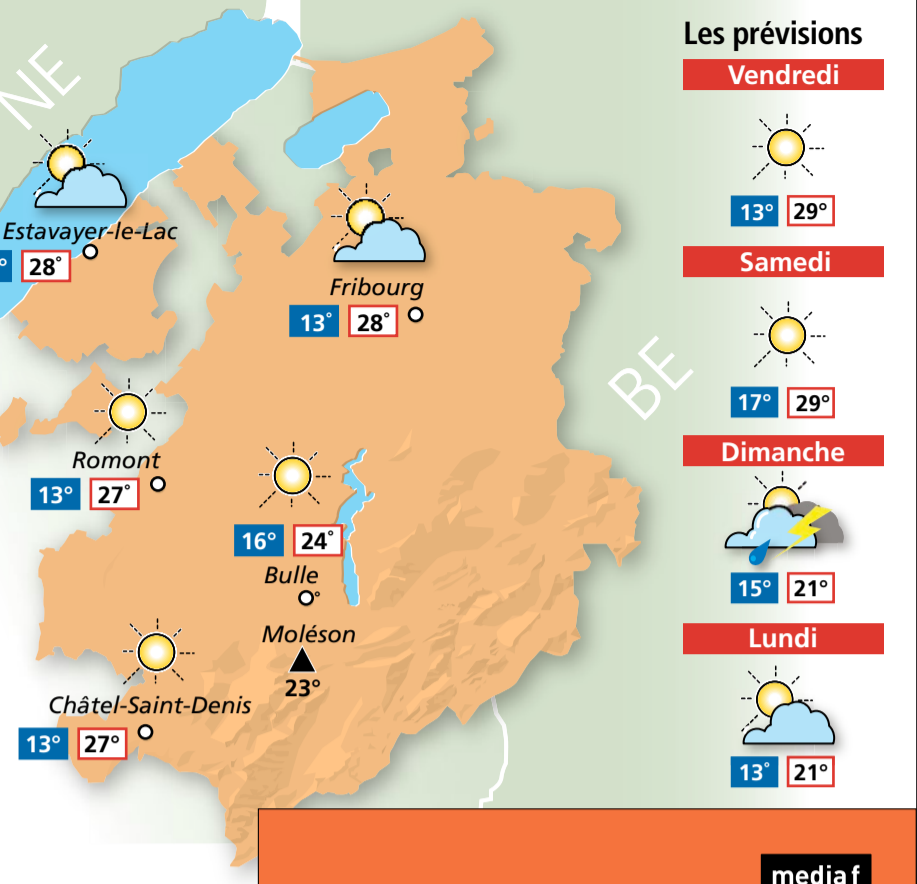 NE
Estavayer-le-Lac
° 28°
Fribourg
13° 28°
Romont
13° 27°
16° 24°
Bulle
°
Moléson
23°
Châtel-Saint-Denis
13° 27°
BE
Les prévisions
Vendredi
13° 29°
Samedi
17° 29°
Dimanche
15° 21°
Lundi
13° 21°
media f